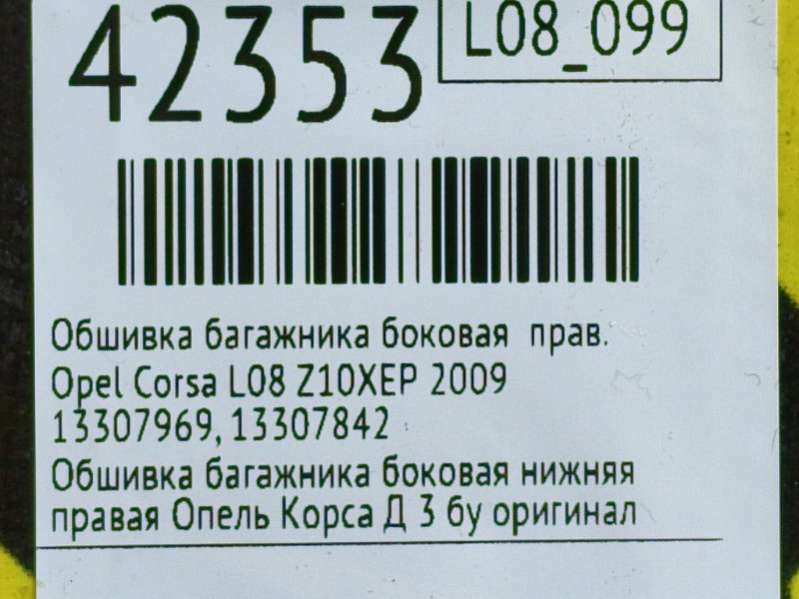 42353
L08_099
Обшивка багажника боковая прав.
Opel Corsa L08 Z10XEP 2009
13307969, 13307842
Обшивка багажника боковая нижняя
правая Опель Корса Д 3 бу оригинал